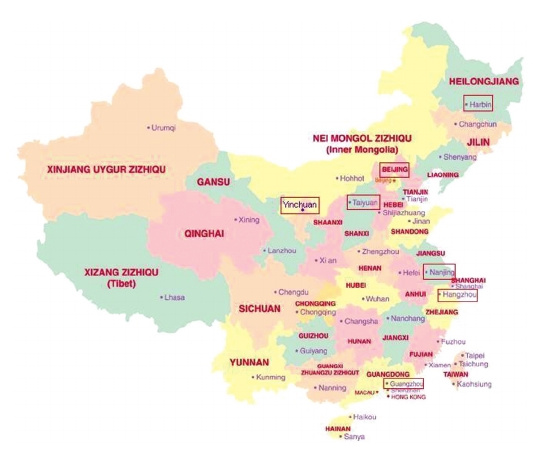 HEILONGJIANG
Harbin
Changchun
JILIN
NEI MONGOL ZIZHIQU
(Inner Mongolia)
Urumqi
Shenyang
XINJIANG UYGUR ZIZHIQU
BEIJING
Beijing
LIAONING
Hohhot
GANSU
TIANJIN
Tianjin
Yinchuan
Taiyuan
HEBEI
Shijiazhuang
Xining
SHAANXI
Jinan
QINGHAI
SHANXI
SHANDONG
Lanzhou
Zhengzhou
JIANGSU
Xi an
HENAN
Hefei
Nanjing
XIZANG ZIZHIQU
(Tibet)
SHANGHAI
Shanghai
HUBEI
Lhasa
Chengdu
ANHUI
Hangzhou
SICHUAN
CHONGQING
Wuhan
Chongqing
ZHEJIANG
Changsha
Nanchang
GUIZHOU
HUNAN
JIANGXI
Guiyang
Fuzhou
YUNNAN
FUJIAN
Taipei
GUANGXI
ZHUANGZU ZIZHIGUT
Xiamen
Taichung
Kunming
GUANGDONG
TAIWAN
Nanning
Guangzhou
Kaohsiung
MACAU
Shenzhen
HONG KONG
Haikou
HAINAN
Sanya